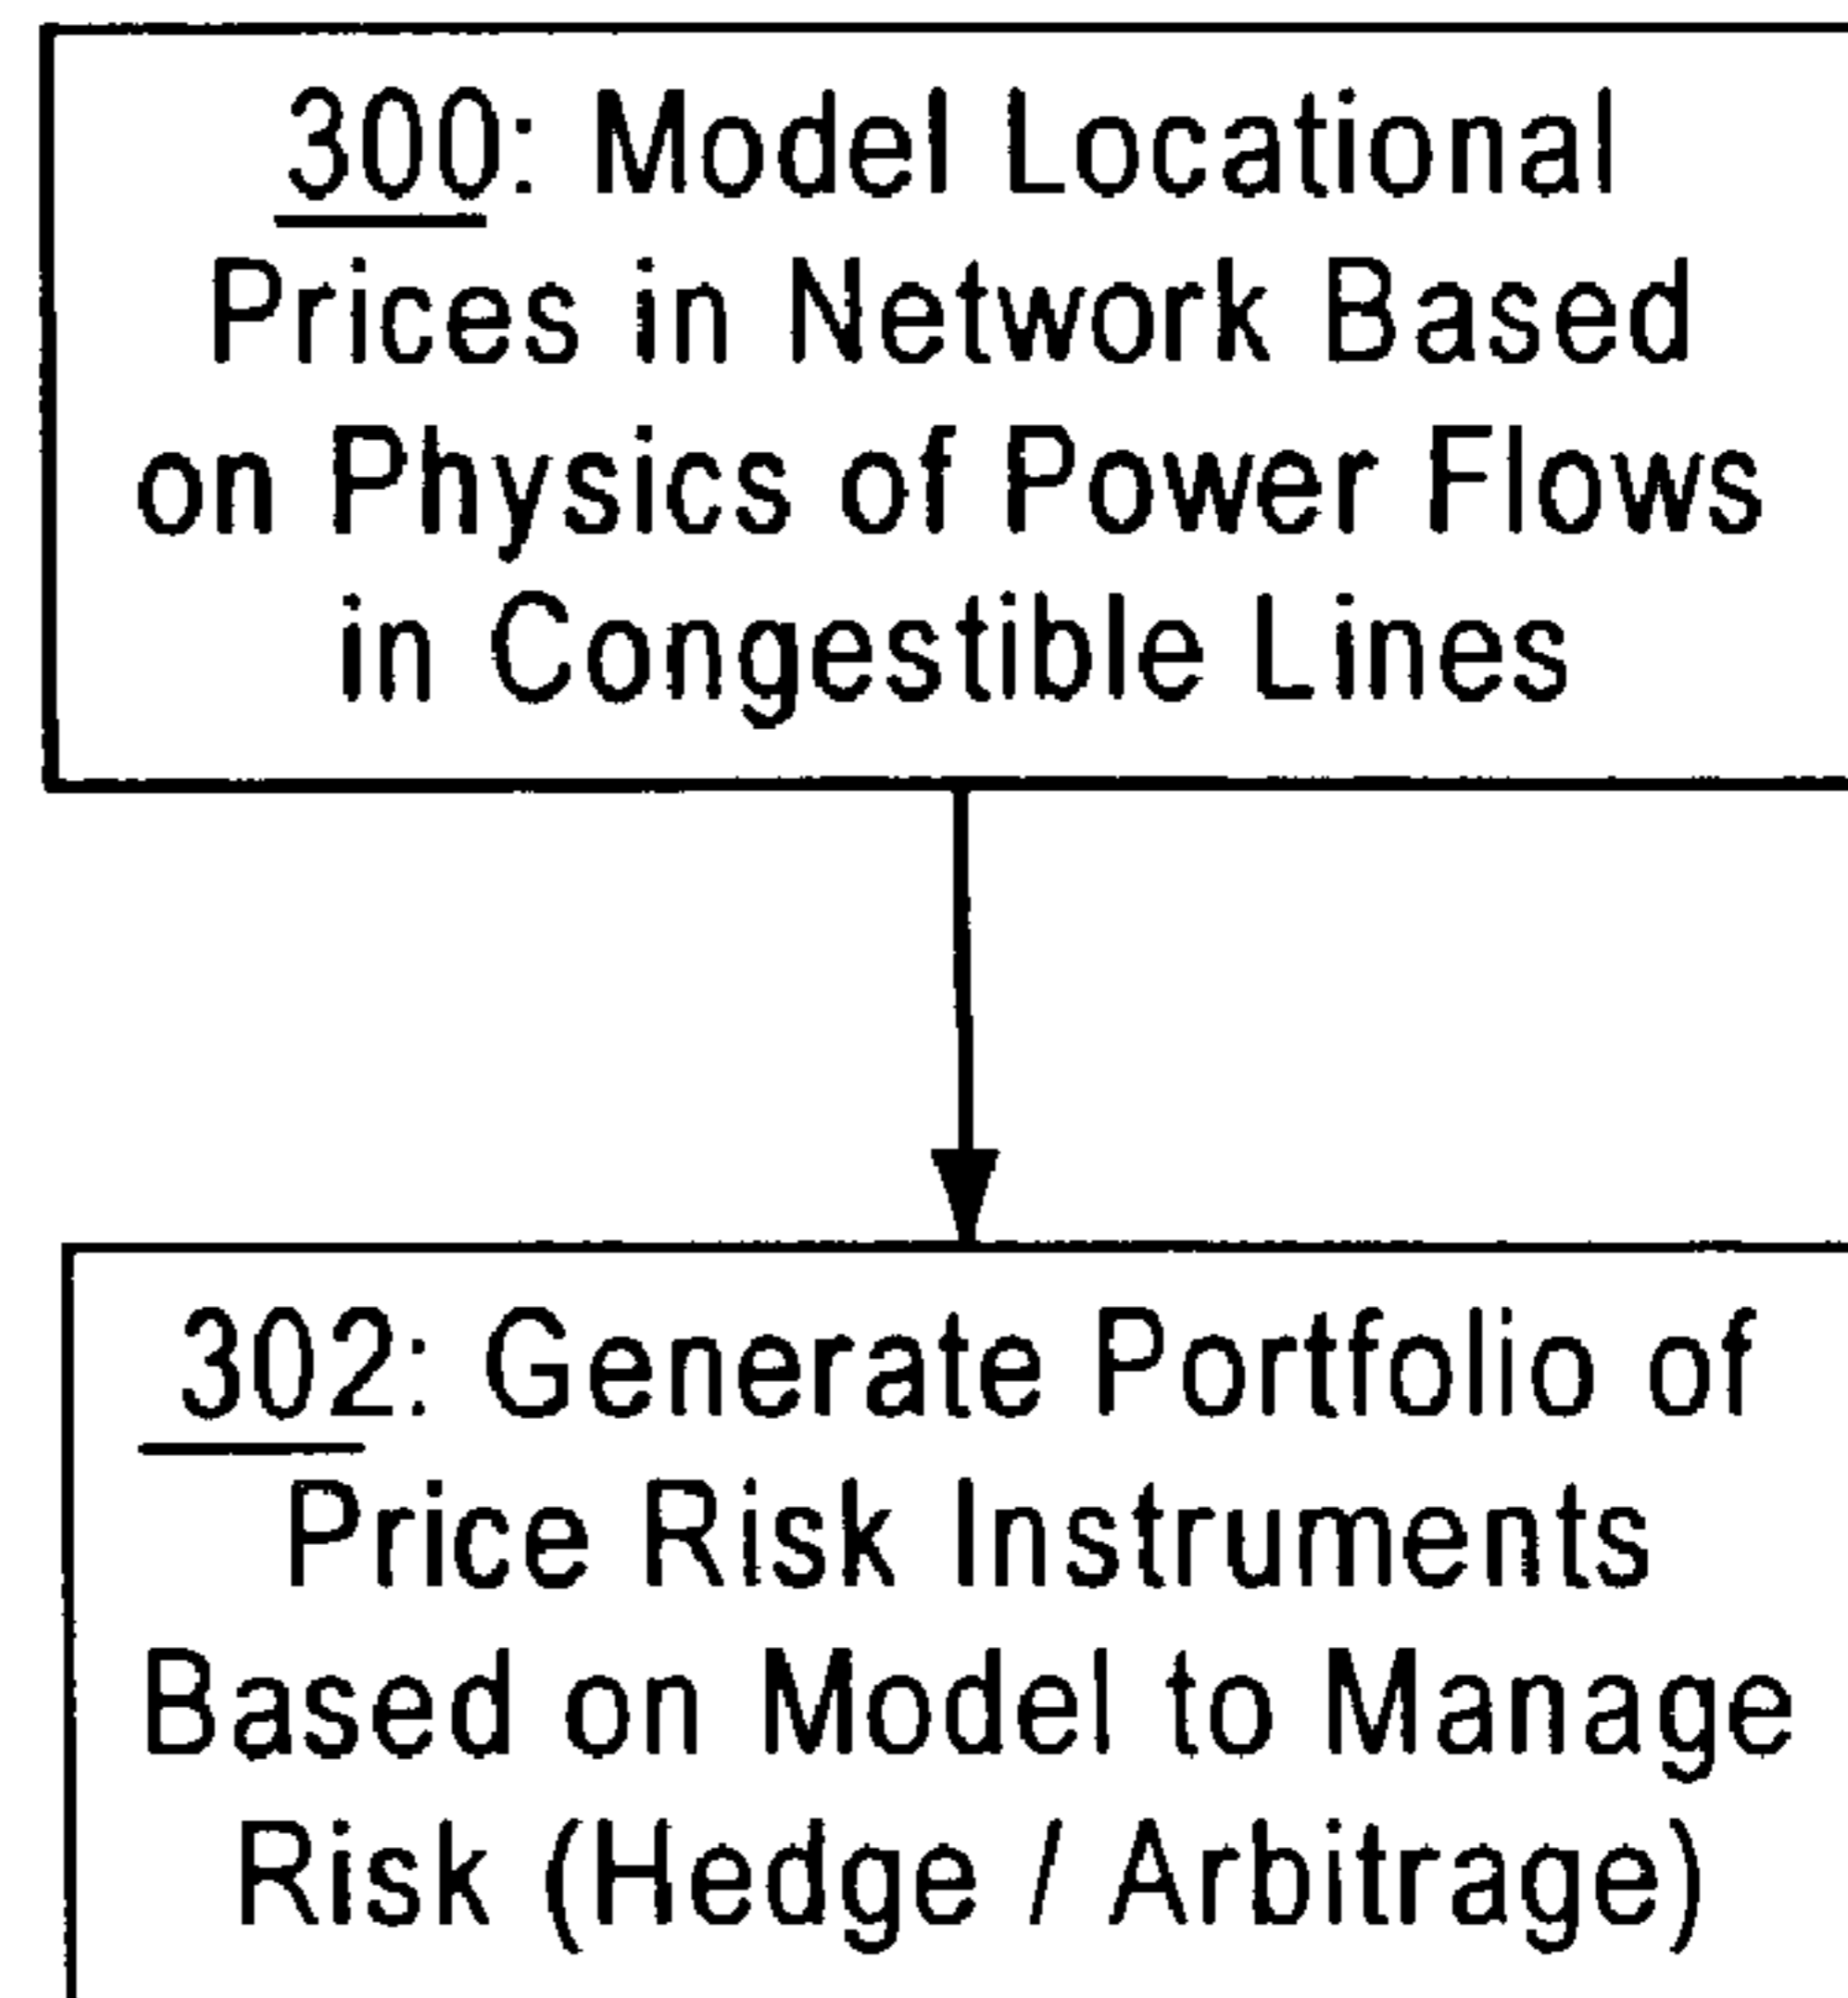 300: Model Locational
Prices in Network Based
on Physics of Power Flows
in Congestible Lines
302: Generate Portfolio of
Price Risk Instruments
Based on Model to Manage
Risk (Hedge / Arbitrage)